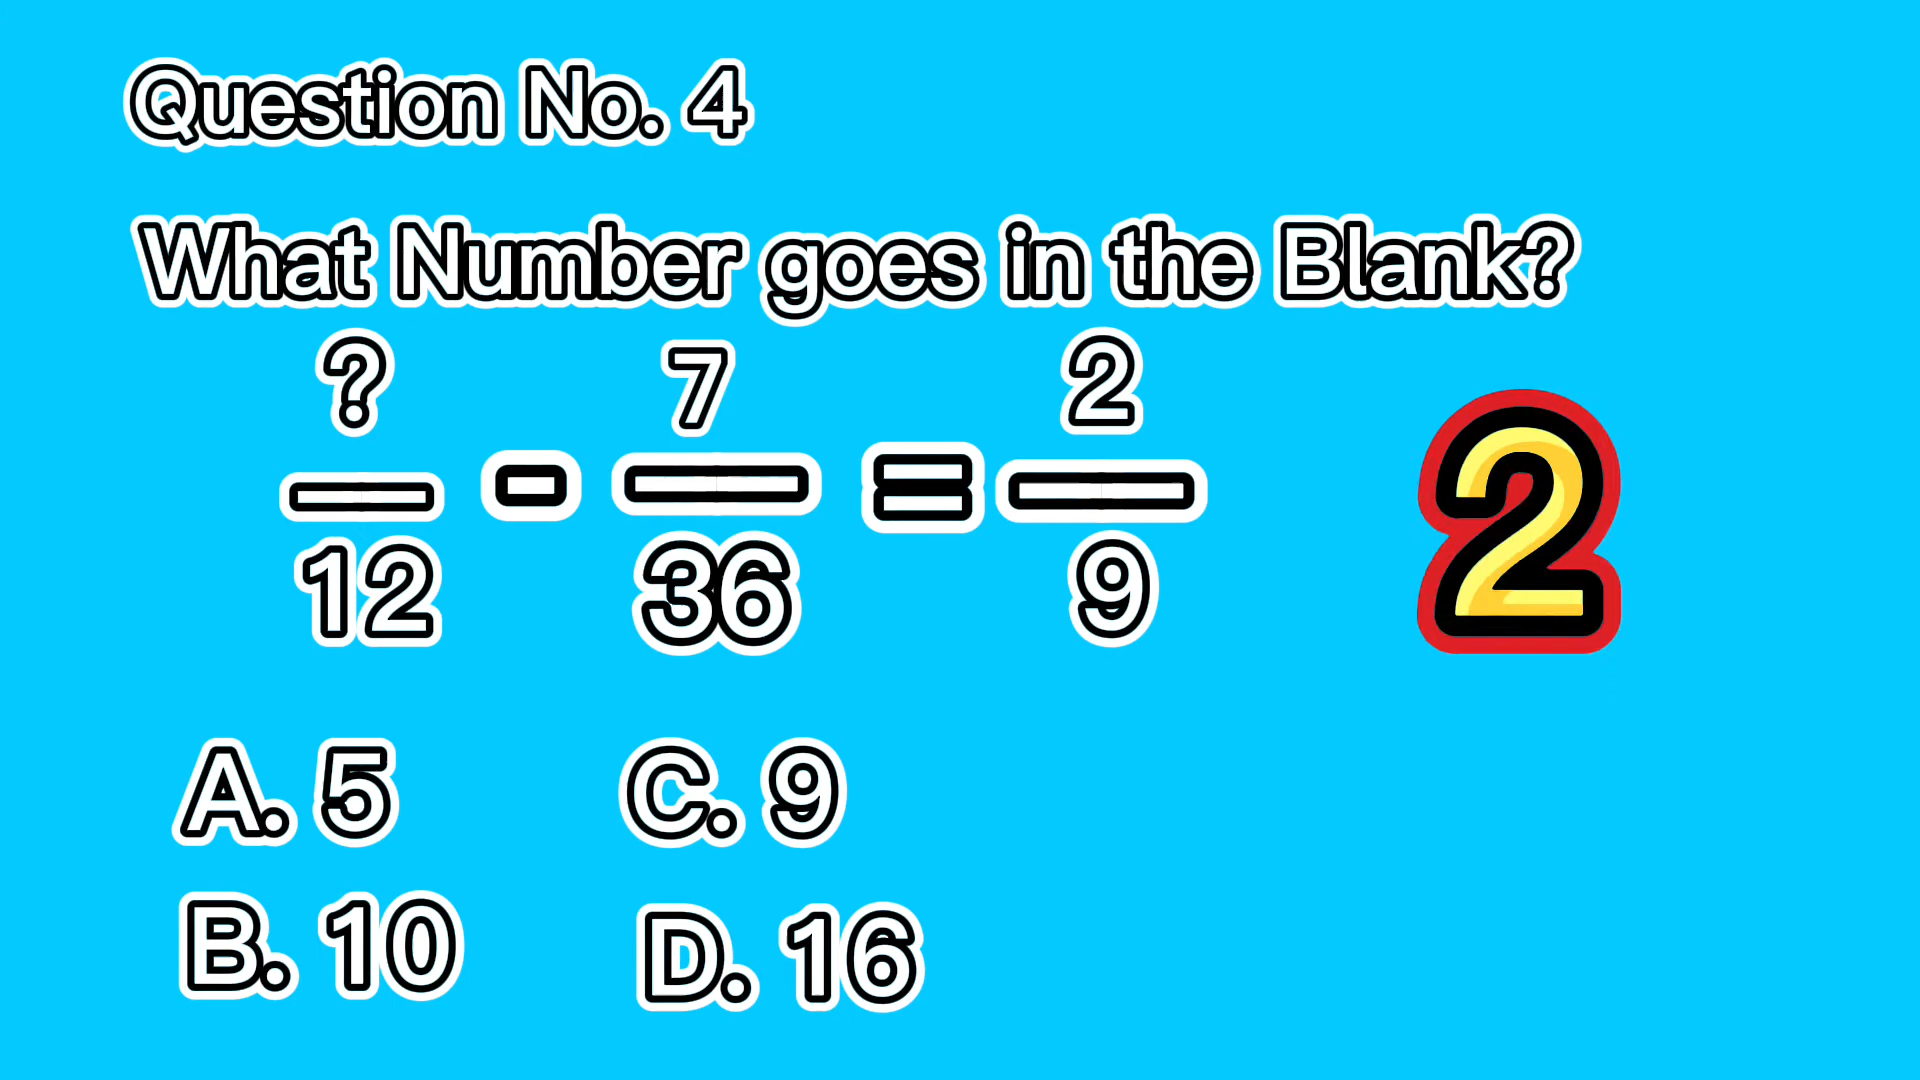 Question No. 4
What Number goes in the Blank?
? 7 2
- = 2
12 36 9
A. 5 C. 9
B. 10 D. 16